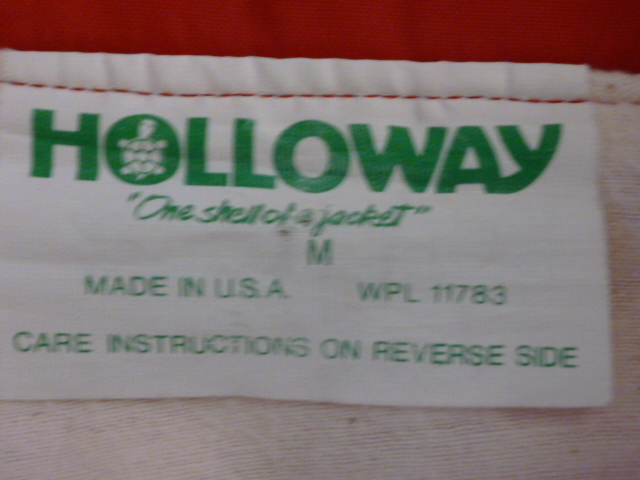 HOLLOWAY
"One shell of a jacket"
M
MADE IN U.S.A. WPL 11783
CARE INSTRUCTIONS ON REVERSE SIDE